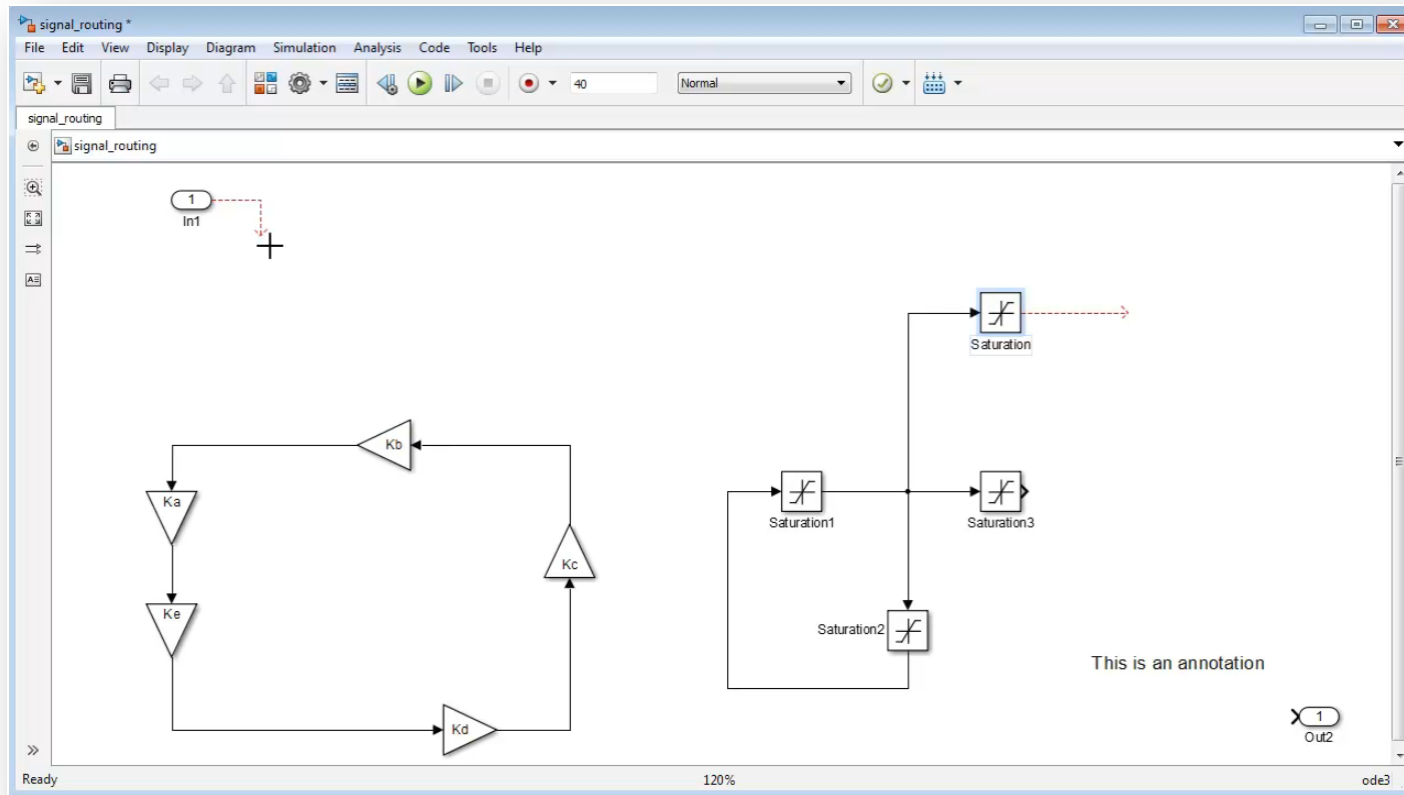 signal_routing *
File Edit View Display Diagram Simulation Analysis Code Tools Help
40 Normal
signal_routing
signal_routing
1
In1
Saturation
Kb
Ka
Saturation1
Saturation3
Kc
Ke
Saturation2
This is an annotation
Kd
1
Out2
Ready 120% ode3